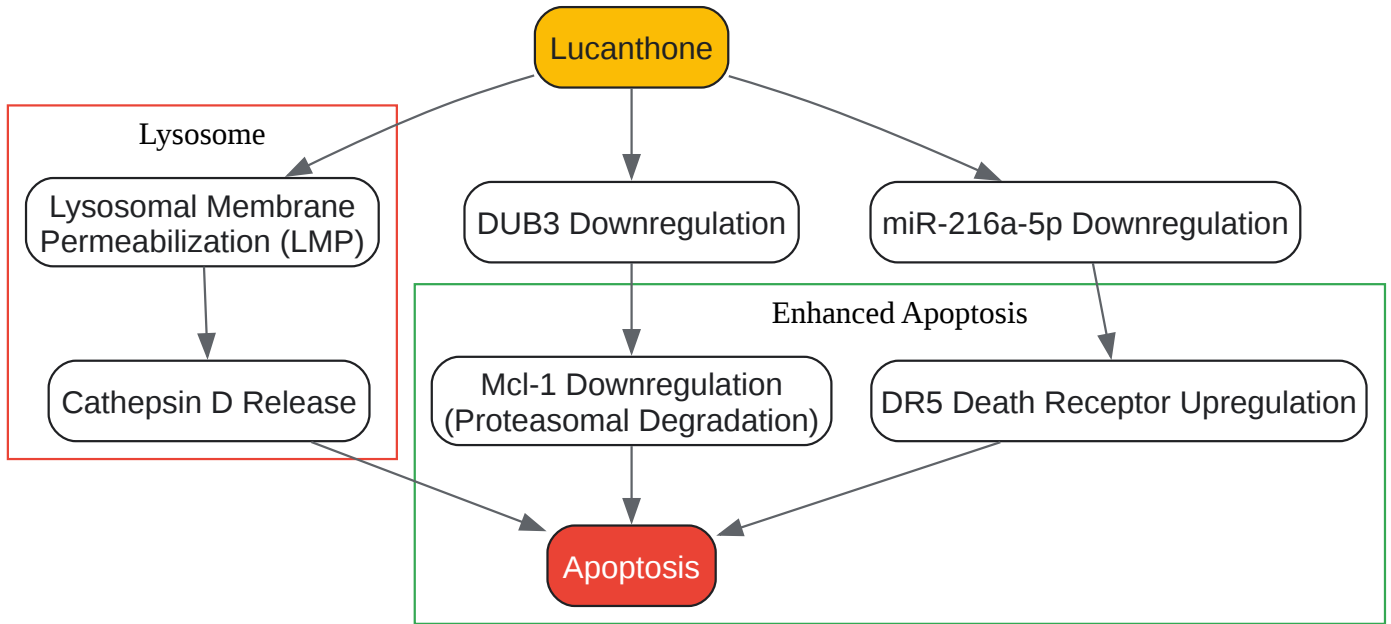 Lucanthone
Lysosome
Lysosomal Membrane
Permeabilization (LMP)
DUB3 Downregulation
miR-216a-5p Downregulation
Enhanced Apoptosis
Cathepsin D Release
Mcl-1 Downregulation
(Proteasomal Degradation)
DR5 Death Receptor Upregulation
Apoptosis